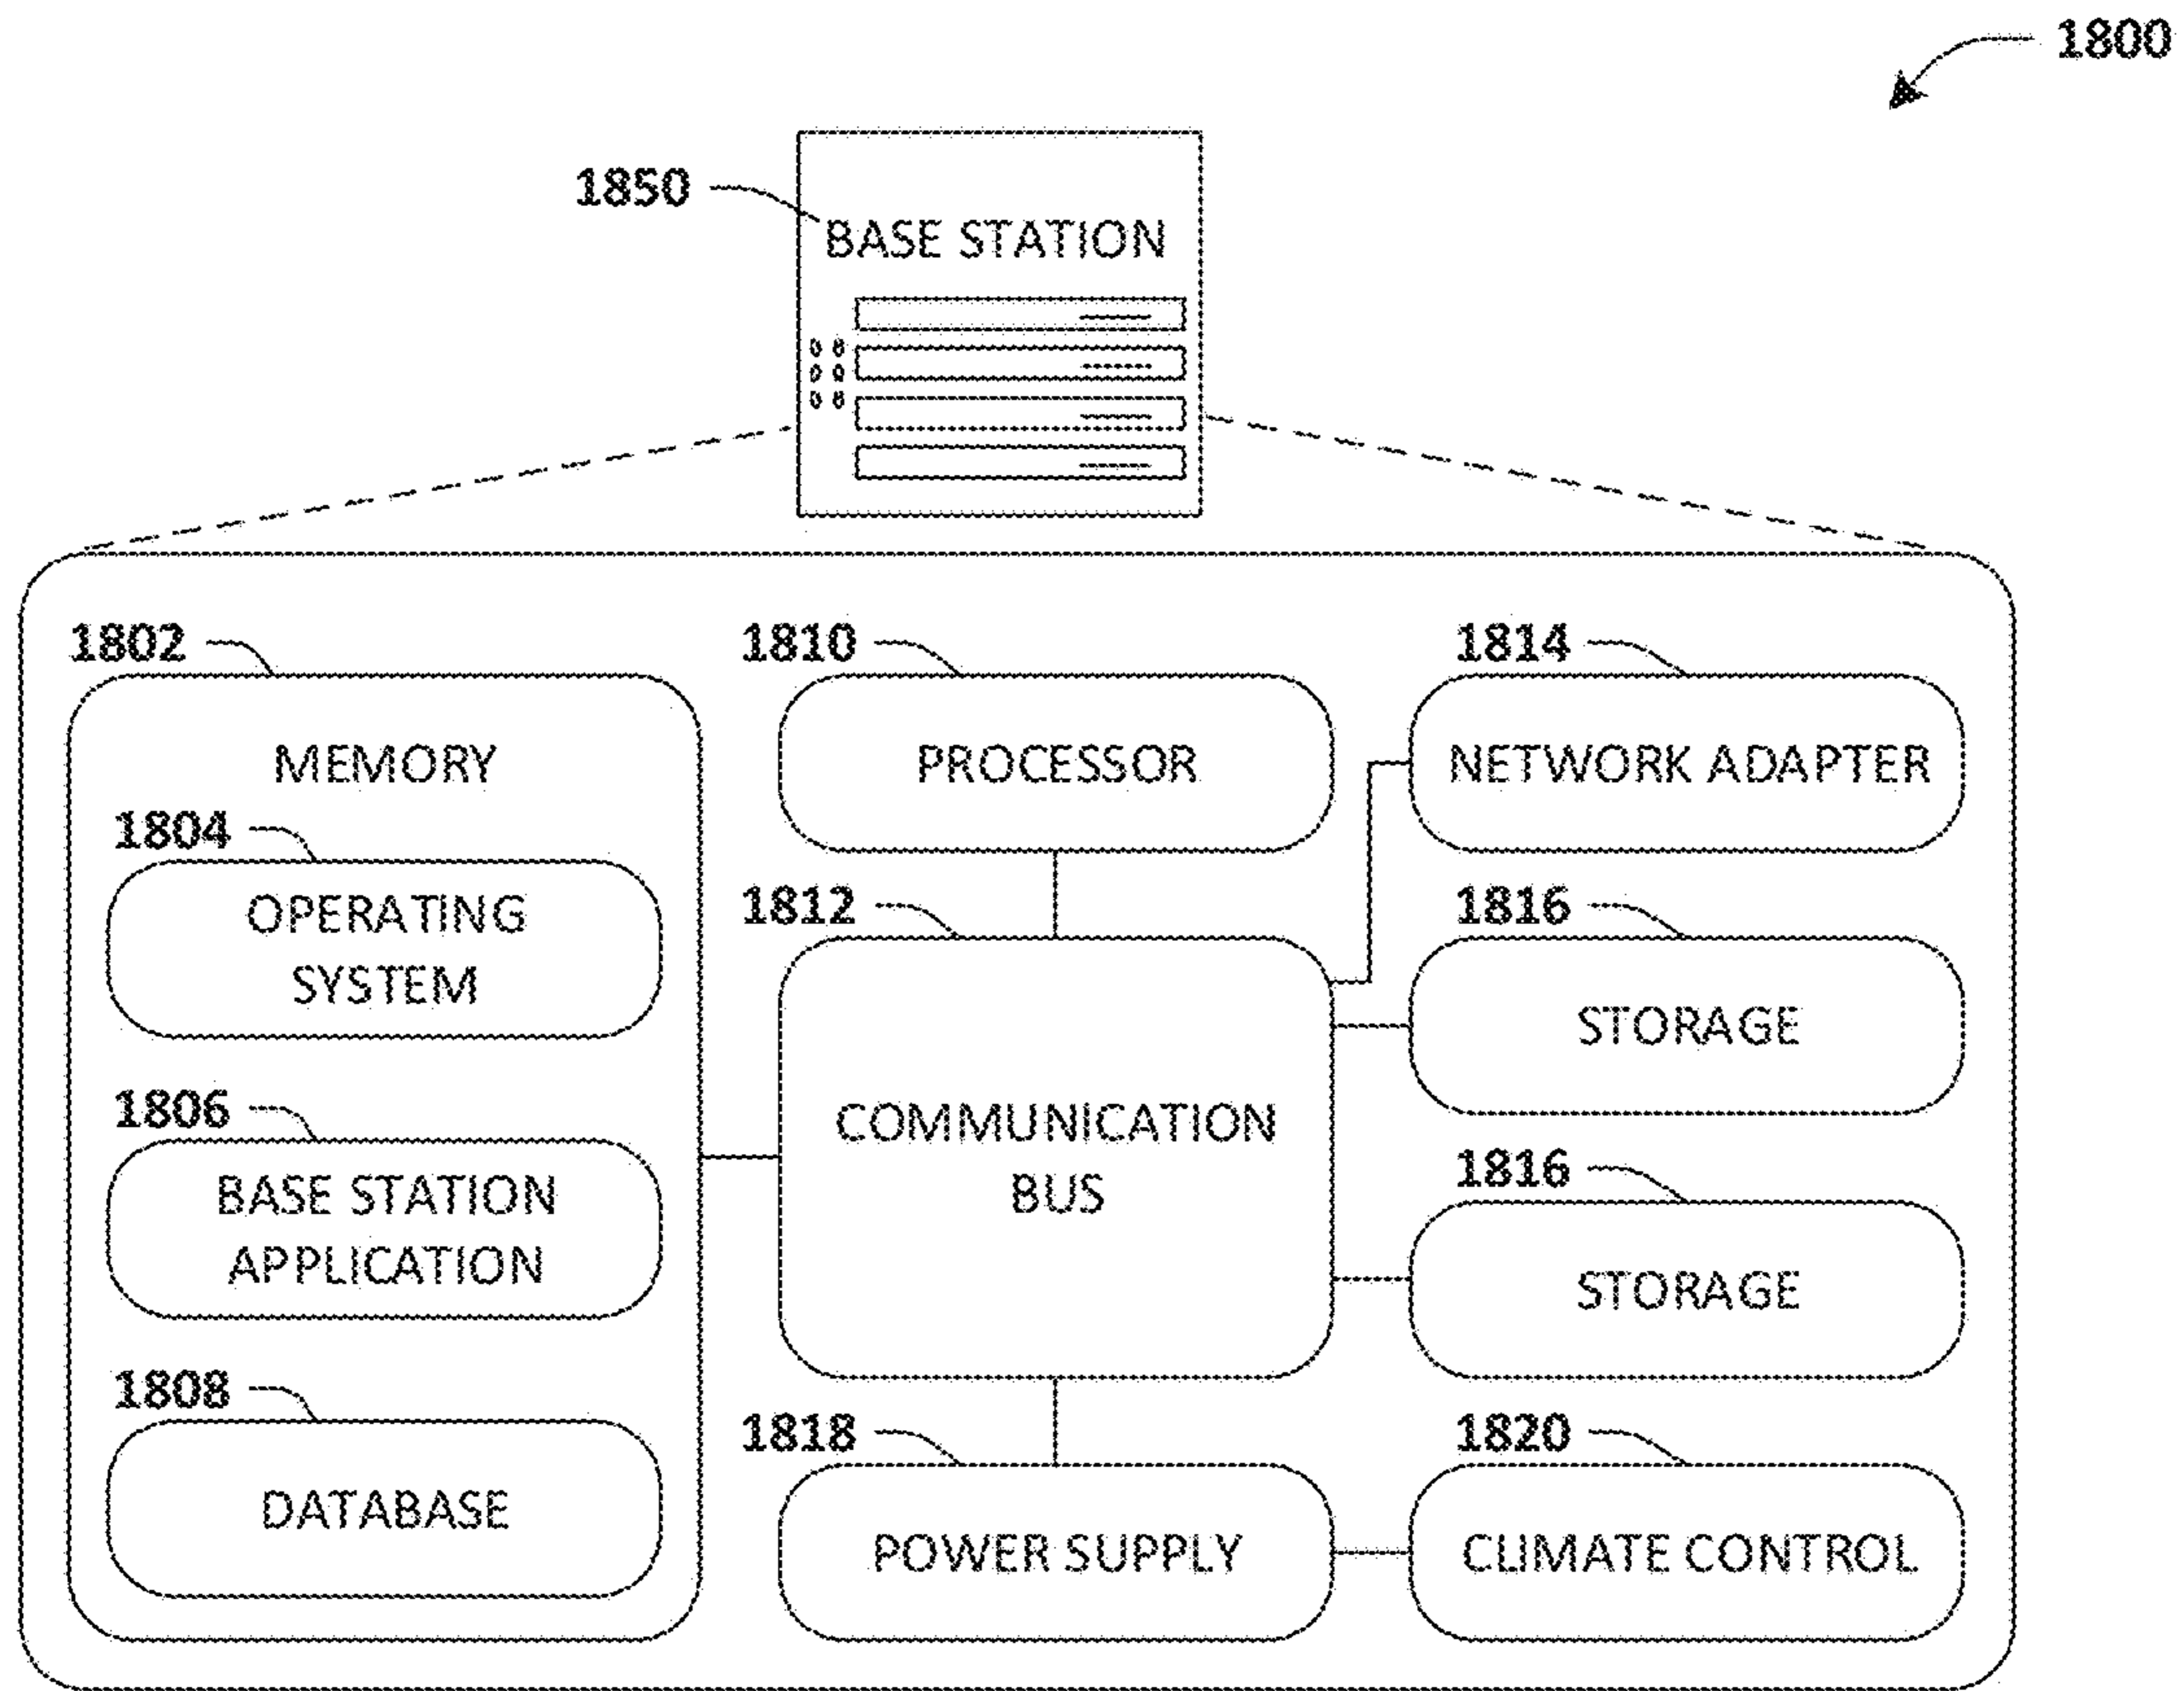 1800
1850
BASE STATION
1802
MEMORY
1804
OPERATING
SYSTEM
1806
BASE STATION
APPLICATION
1808
DATABASE
1810
PROCESSOR
1812
COMMUNICATION
BUS
1818
POWER SUPPLY
1814
NETWORK ADAPTER
1816
STORAGE
1816
STORAGE
1820
CLIMATE CONTROL